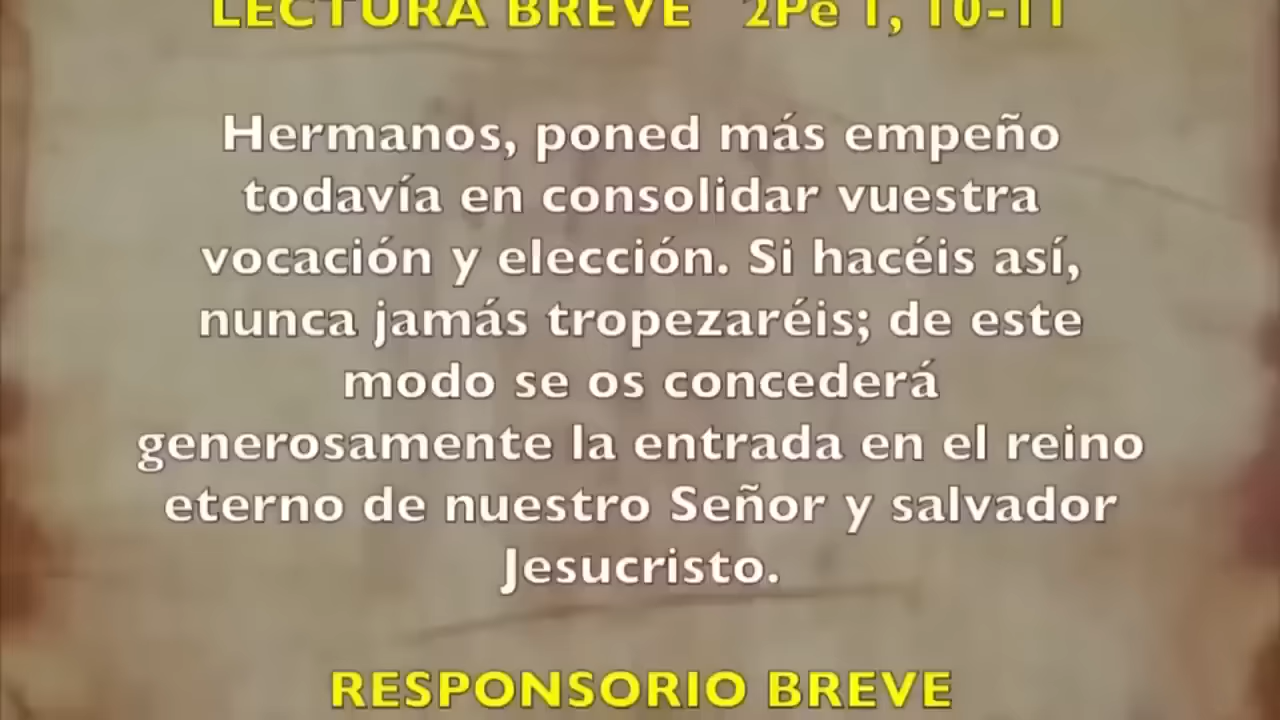 LECTURA BREVE 2Pe 1, 10-11
Hermanos, poned más empeño
todavía en consolidar vuestra
vocación y elección. Si hacéis así,
nunca jamás tropezaréis; de este
modo se os concederá
generosamente la entrada en el reino
eterno de nuestro Señor y salvador
Jesucristo.
RESPONSORIO BREVE